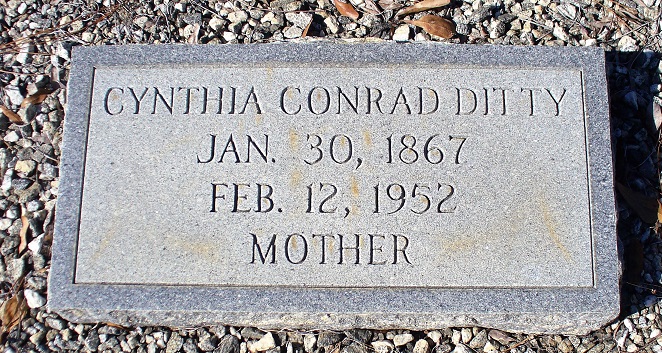 CYNTHIA CONRAD DITTY
JAN. 30, 1867
FEB. 12, 1952
MOTHER